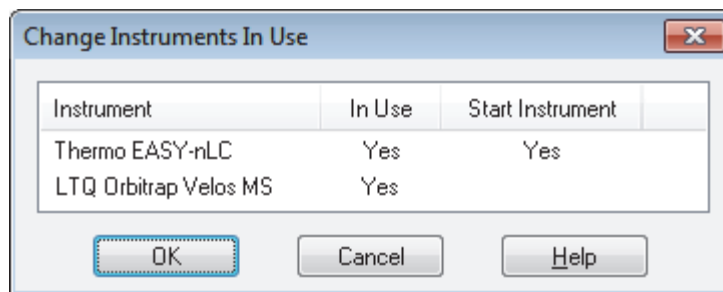 Change Instruments In Use
Instrument In Use Start Instrument
Thermo EASY-nLC Yes Yes
LTQ Orbitrap Velos MS Yes
OK Cancel Help